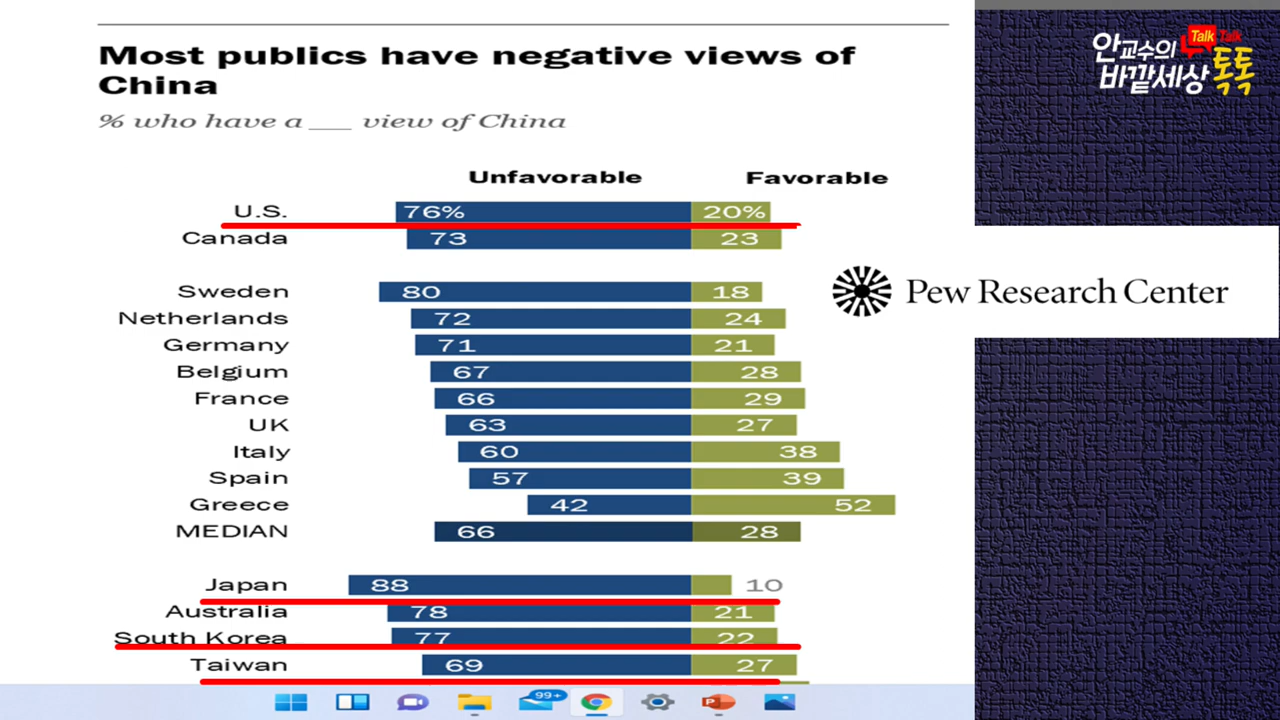 Most publics have negative views of
China
% who have a ___ view of China
Unfavorable Favorable
U.S. 76% 20%
Canada 73 23
Sweden 80 18
Netherlands 72 24
Germany 71 21
Belgium 67 28
France 66 29
UK 63 27
Italy 60 38
Spain 57 39
Greece 42 52
MEDIAN 66 28
Japan 88 10
Australia 78 21
South Korea 77 22
Taiwan 69 27
안교수의 Talk Talk
바깥세상 톡톡
Pew Research Center
99+
P